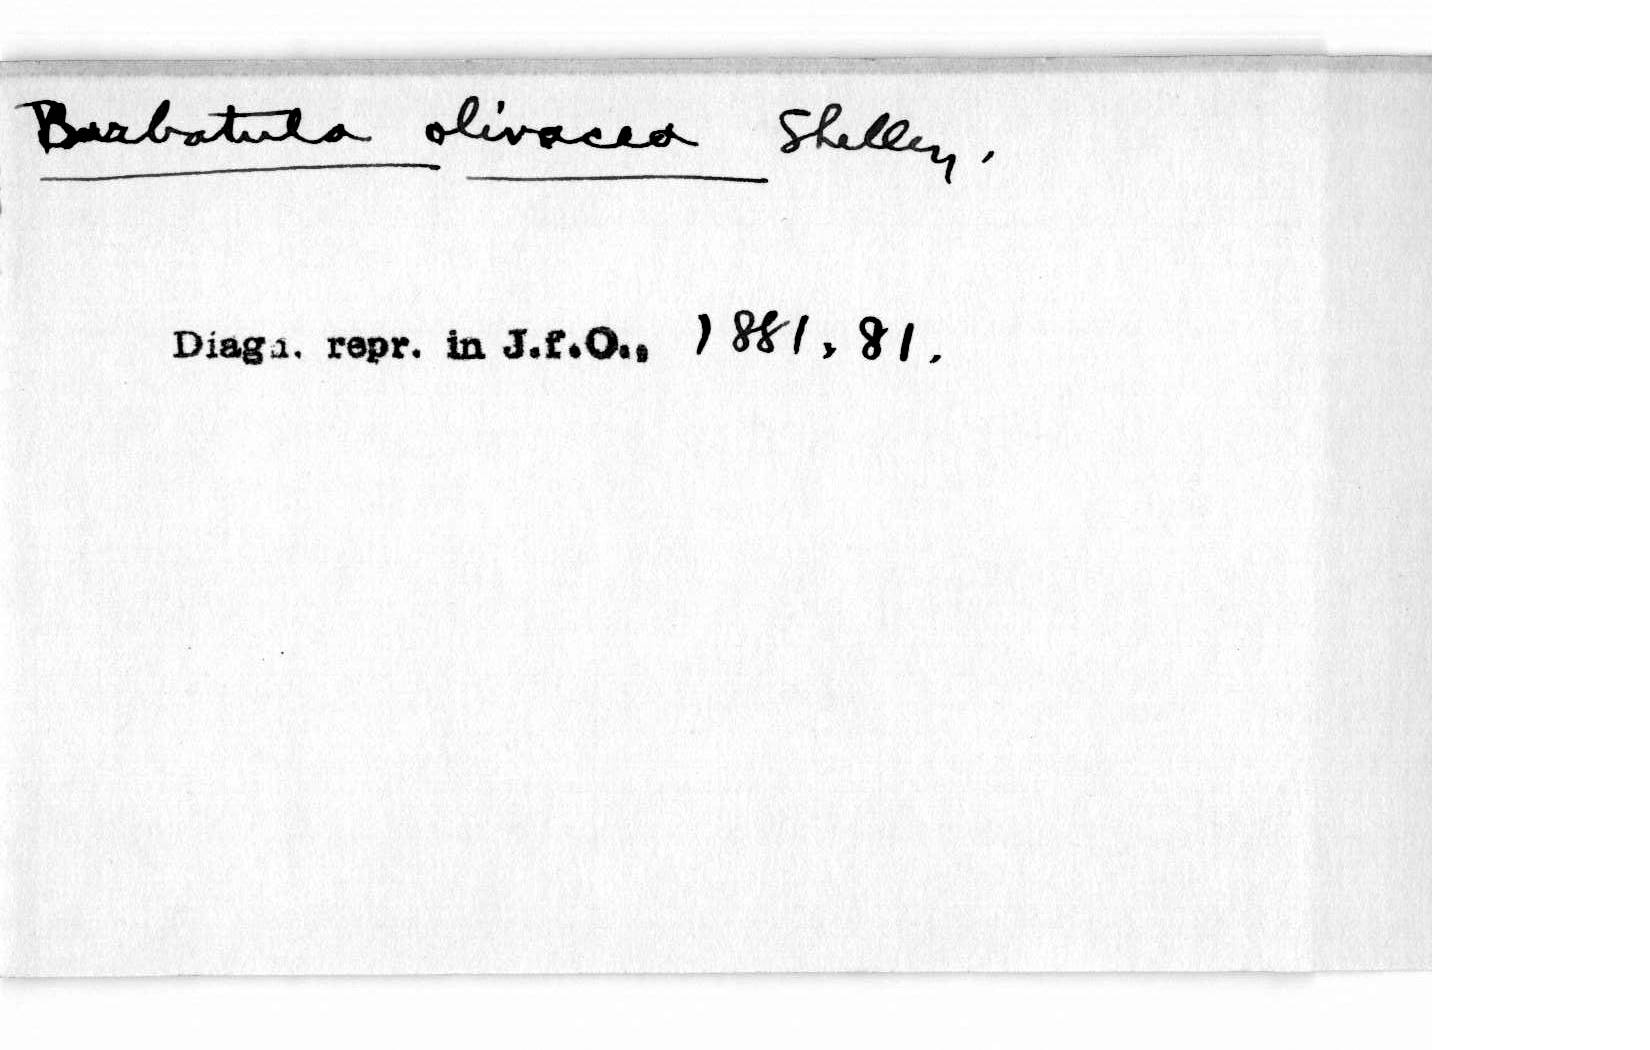 Barbatula olivacea Shelley.
Diagn. repr. in J.f.O., 1881, 81.